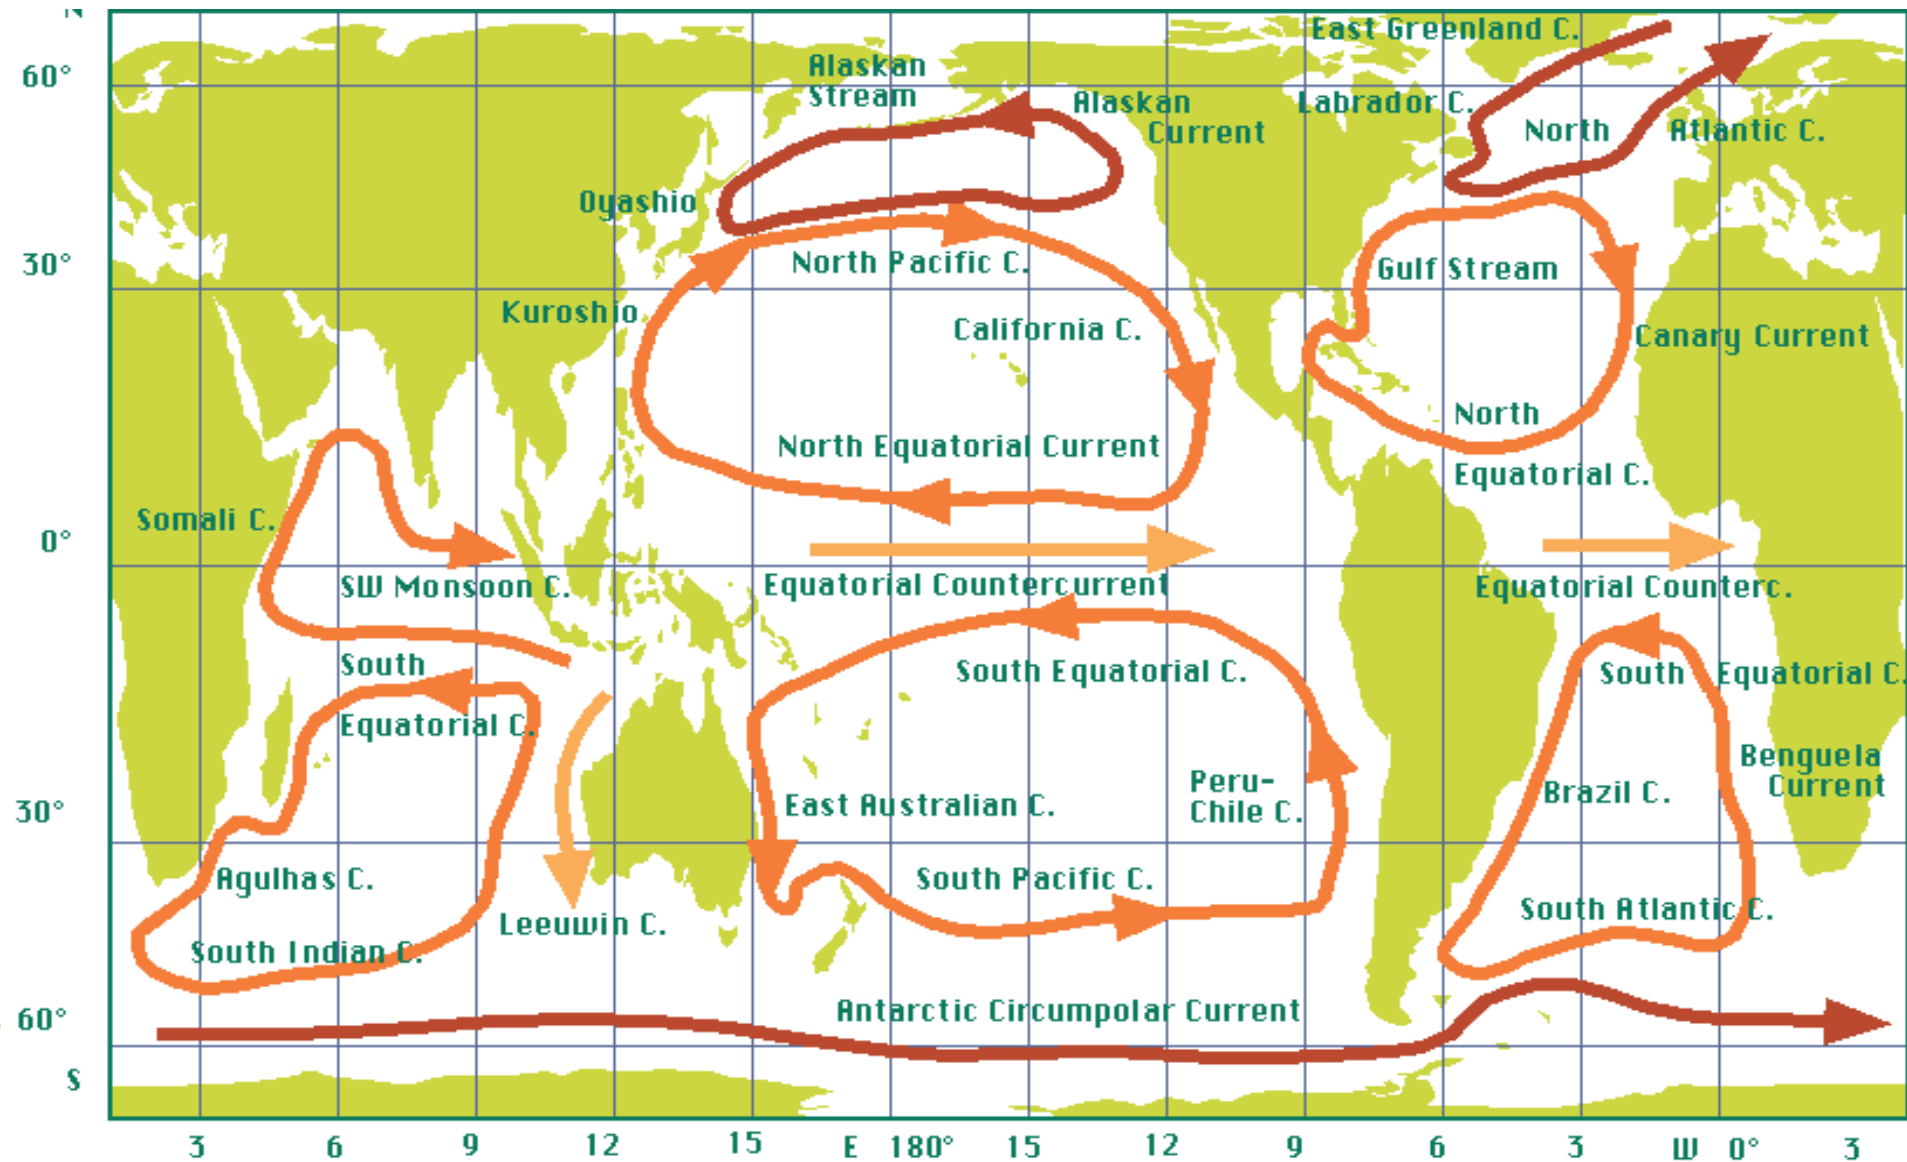 N
East Greenland C.
60°
Alaskan
Stream
Alaskan
Current
Labrador C.
North Atlantic C.
Oyashio
30°
North Pacific C.
Gulf Stream
Kuroshio
California C.
Canary Current
North Equatorial Current
North
Equatorial C.
Somali C.
0°
SW Monsoon C.
Equatorial Countercurrent
Equatorial Counterc.
South
Equatorial C.
South Equatorial C.
South Equatorial C.
30°
East Australian C.
Peru-
Chile C.
Brazil C.
Benguela
Current
Agulhas C.
South Pacific C.
Leeuwin C.
South Atlantic C.
South Indian C.
60°
Antarctic Circumpolar Current
S
3 6 9 12 15 E 180° 15 12 9 6 3 W 0° 3